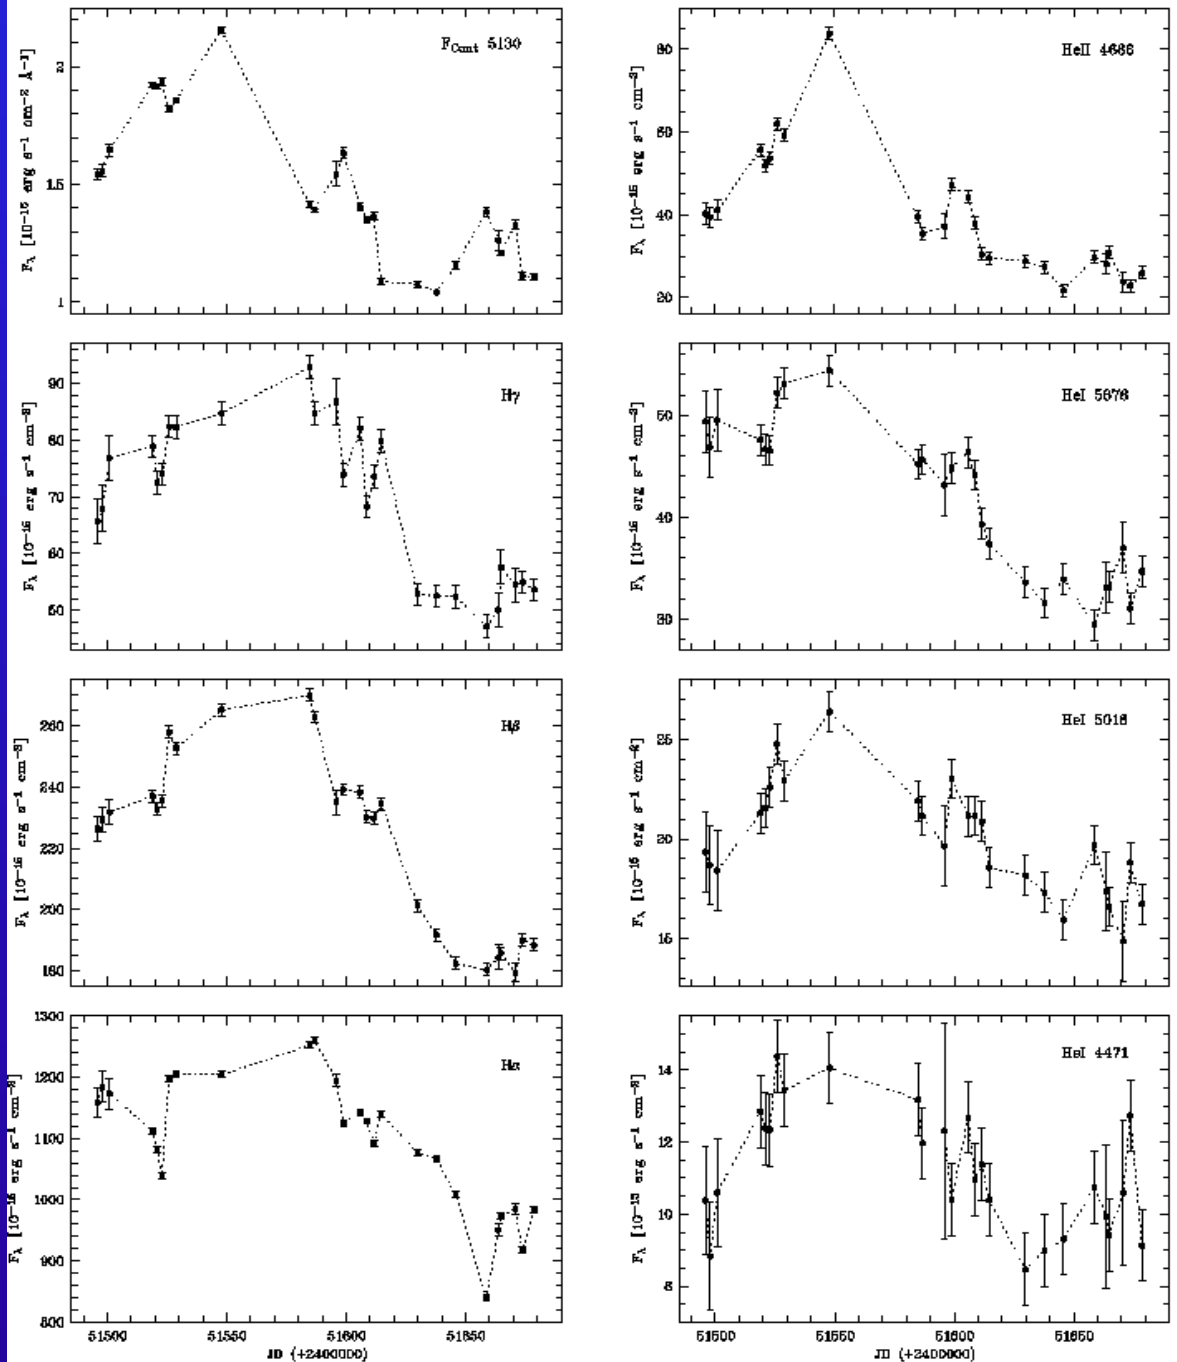 F_Cont 5130
F_λ [10⁻¹⁵ erg s⁻¹ cm⁻² Å⁻¹]
2
1.5
1
HeII 4686
F_λ [10⁻¹⁵ erg s⁻¹ cm⁻²]
80
60
40
20
Hγ
F_λ [10⁻¹⁵ erg s⁻¹ cm⁻²]
90
80
70
60
50
HeI 5876
F_λ [10⁻¹⁵ erg s⁻¹ cm⁻²]
50
40
30
Hβ
F_λ [10⁻¹⁵ erg s⁻¹ cm⁻²]
260
240
220
200
180
HeI 5016
F_λ [10⁻¹⁵ erg s⁻¹ cm⁻²]
25
20
15
Hα
F_λ [10⁻¹⁵ erg s⁻¹ cm⁻²]
1300
1200
1100
1000
900
800
51500 51550 51600 51650
JD (+2400000)
HeI 4471
F_λ [10⁻¹⁵ erg s⁻¹ cm⁻²]
14
12
10
8
51500 51550 51600 51650
JD (+2400000)